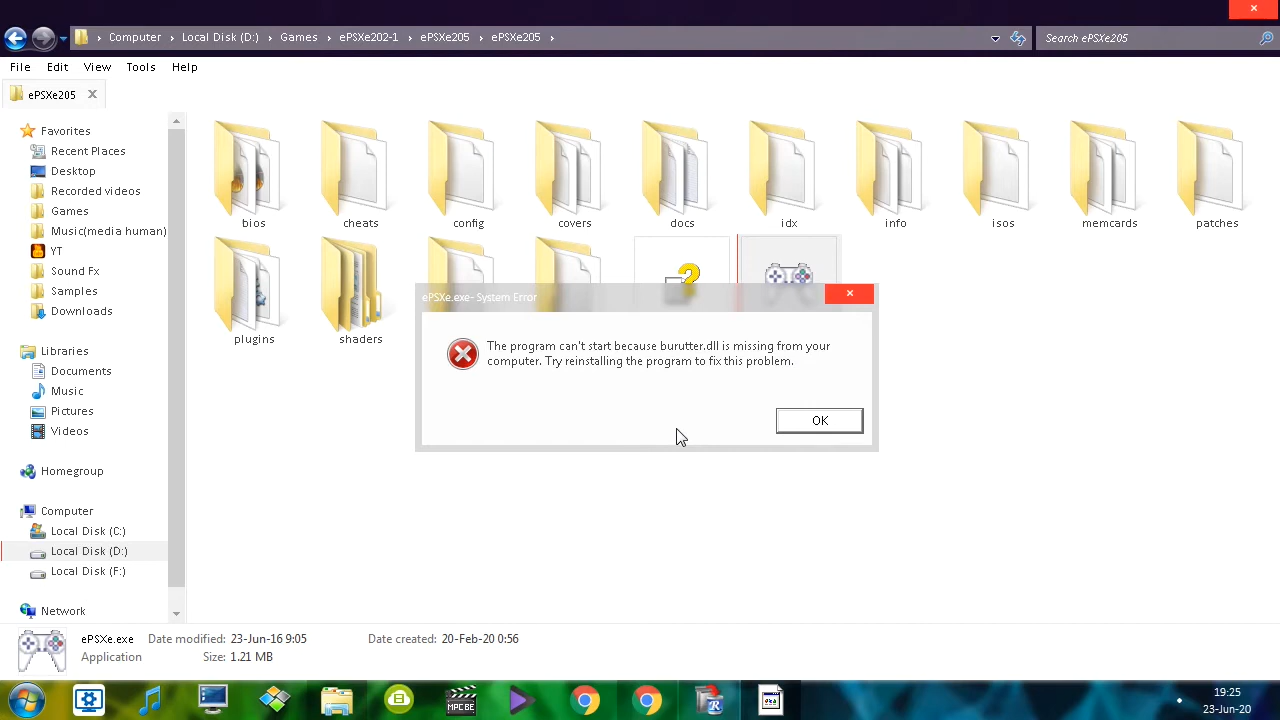 Computer Local Disk (D:) Games ePSXe202-1 ePSXe205 ePSXe205
Search ePSXe205
File Edit View Tools Help
ePSXe205
Favorites
Recent Places
Desktop
Recorded videos
Games
Music(media human)
YT
Sound Fx
Samples
Downloads
Libraries
Documents
Music
Pictures
Videos
Homegroup
Computer
Local Disk (C:)
Local Disk (D:)
Local Disk (F:)
Network
bios cheats config covers docs idx info isos memcards patches
plugins shaders
ePSXe.exe- System Error
The program can't start because burutter.dll is missing from your
computer. Try reinstalling the program to fix this problem.
OK
ePSXe.exe Date modified: 23-Jun-16 9:05 Date created: 20-Feb-20 0:56
Application Size: 1.21 MB
MPCBE
19:25
23-Jun-20